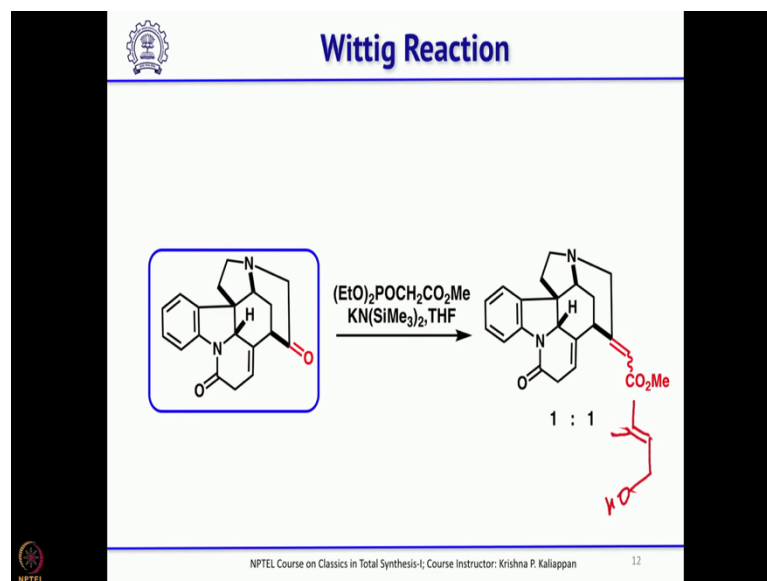 Wittig Reaction
N
H
N
O
O
(EtO)₂POCH₂CO₂Me
KN(SiMe₃)₂,THF
N
H
N
O
CO₂Me
1 : 1
HO
NPTEL Course on Classics in Total Synthesis-I; Course Instructor: Krishna P. Kaliappan
12
NPTEL